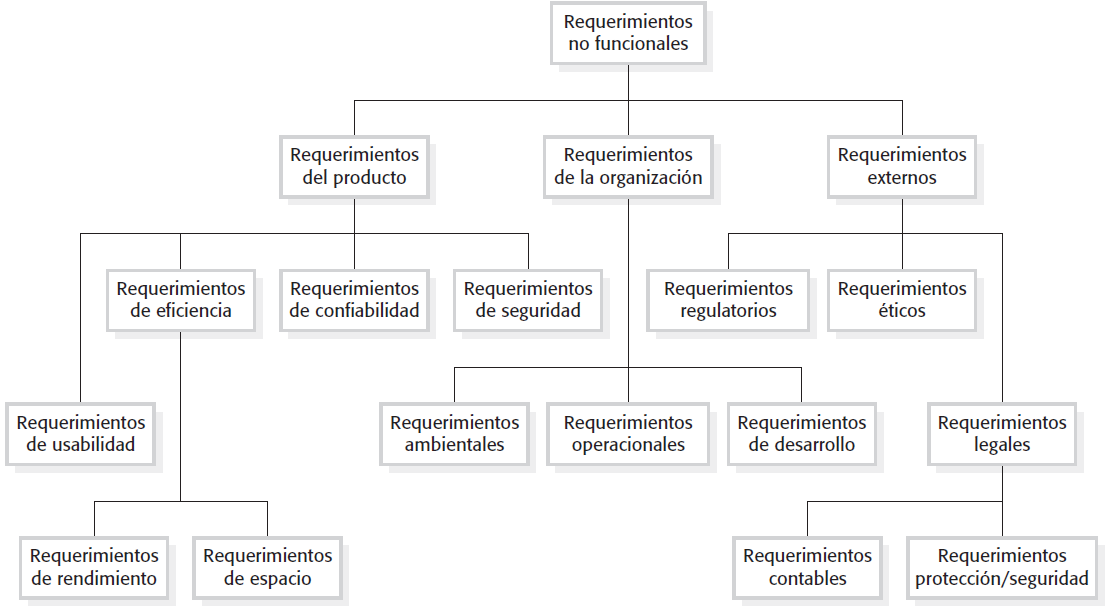 Requerimientos
no funcionales
Requerimientos
del producto
Requerimientos
de la organización
Requerimientos
externos
Requerimientos
de eficiencia
Requerimientos
de confiabilidad
Requerimientos
de seguridad
Requerimientos
regulatorios
Requerimientos
éticos
Requerimientos
de usabilidad
Requerimientos
ambientales
Requerimientos
operacionales
Requerimientos
de desarrollo
Requerimientos
legales
Requerimientos
de rendimiento
Requerimientos
de espacio
Requerimientos
contables
Requerimientos
protección/seguridad